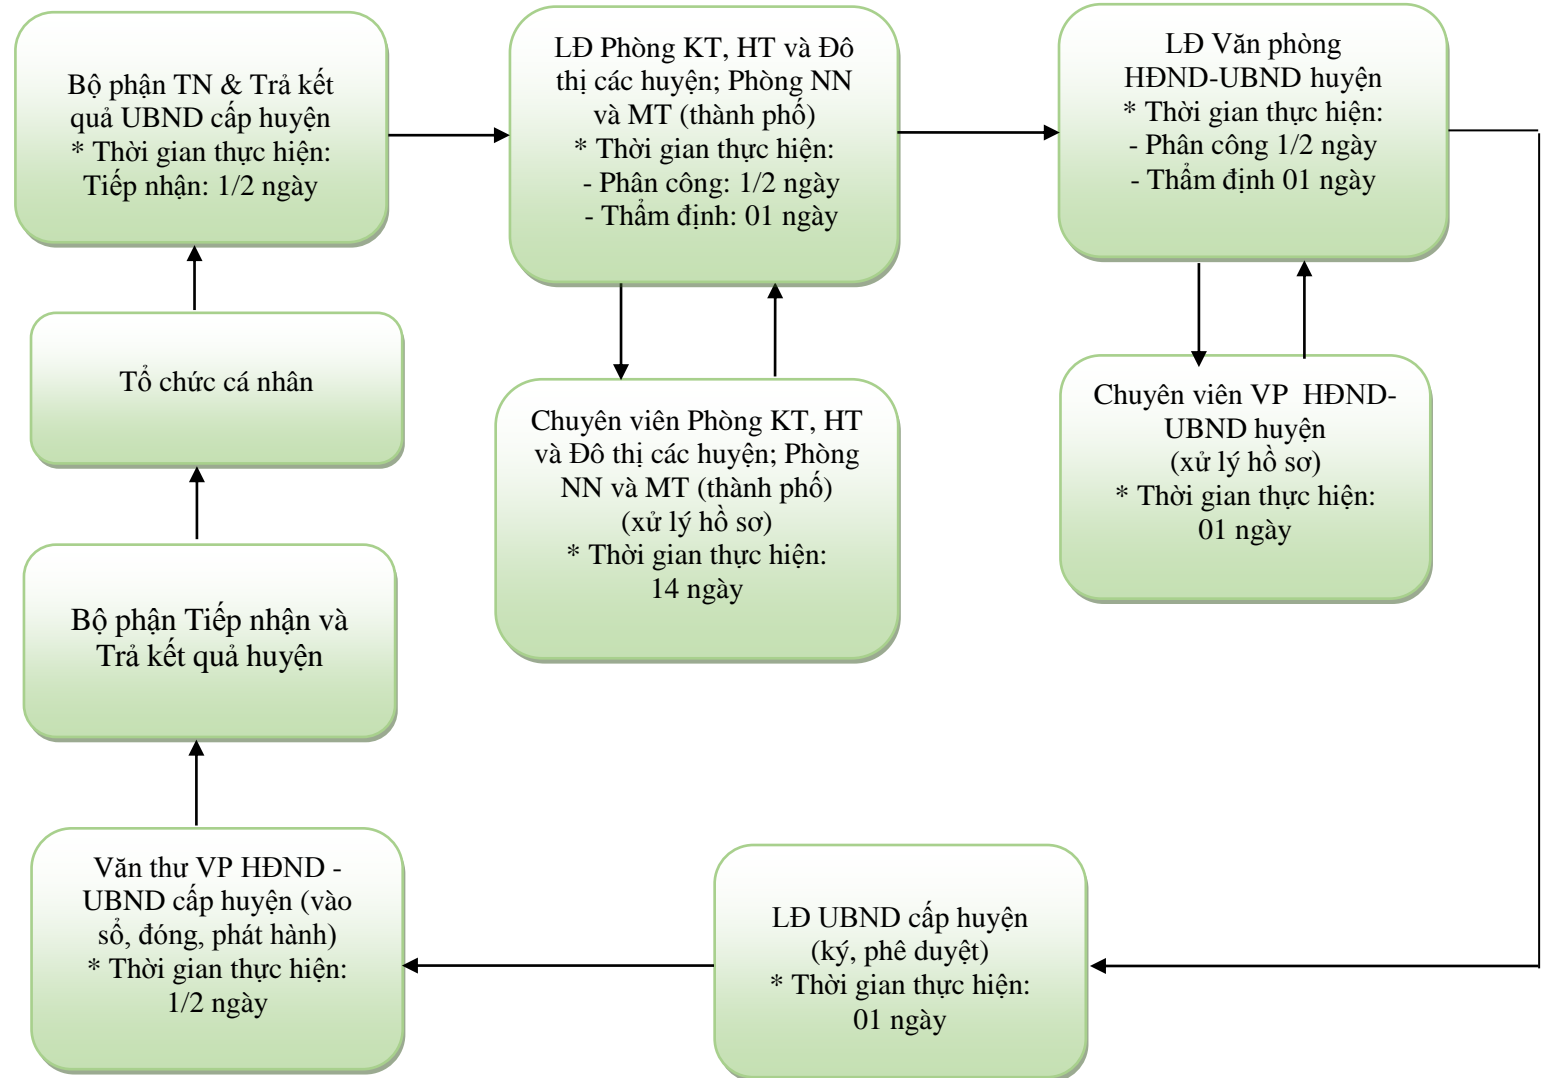 Bộ phận TN & Trả kết
quả UBND cấp huyện
* Thời gian thực hiện:
Tiếp nhận: 1/2 ngày
LĐ Phòng KT, HT và Đô
thị các huyện; Phòng NN
và MT (thành phố)
* Thời gian thực hiện:
- Phân công: 1/2 ngày
- Thẩm định: 01 ngày
LĐ Văn phòng
HĐND-UBND huyện
* Thời gian thực hiện:
- Phân công 1/2 ngày
- Thẩm định 01 ngày
Tổ chức cá nhân
Chuyên viên Phòng KT, HT
và Đô thị các huyện; Phòng
NN và MT (thành phố)
(xử lý hồ sơ)
* Thời gian thực hiện:
14 ngày
Chuyên viên VP HĐND-
UBND huyện
(xử lý hồ sơ)
* Thời gian thực hiện:
01 ngày
Bộ phận Tiếp nhận và
Trả kết quả huyện
Văn thư VP HĐND -
UBND cấp huyện (vào
sổ, đóng, phát hành)
* Thời gian thực hiện:
1/2 ngày
LĐ UBND cấp huyện
(ký, phê duyệt)
* Thời gian thực hiện:
01 ngày